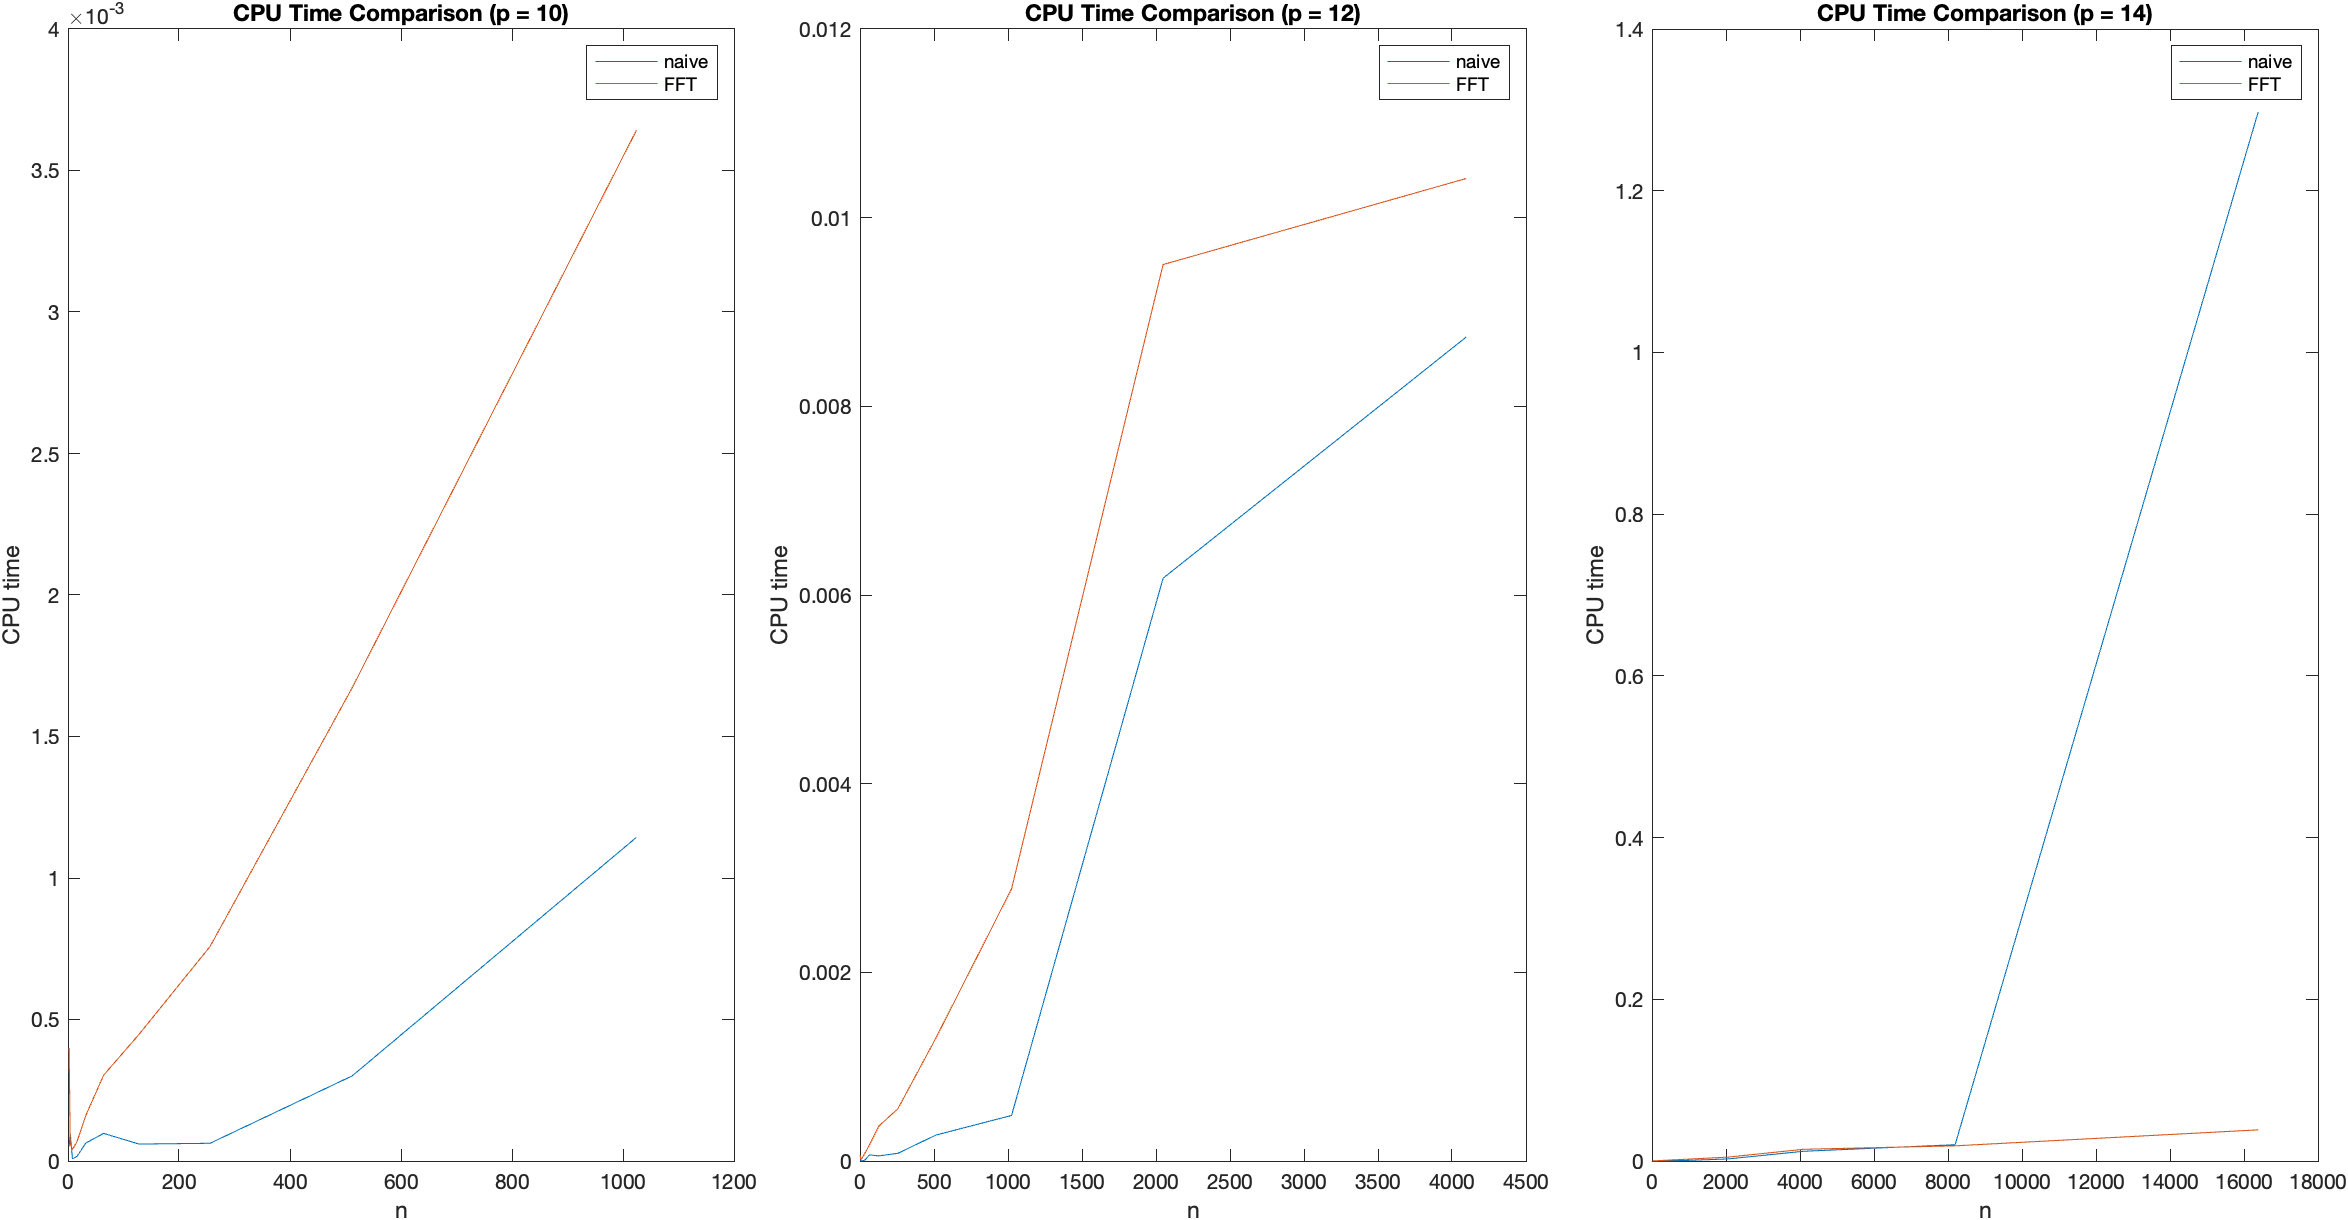 CPU Time Comparison (p = 10)
×10-3
4
3.5
3
2.5
2
1.5
1
0.5
0
0 200 400 600 800 1000 1200
n
CPU time
naive
FFT
CPU Time Comparison (p = 12)
0.012
0.01
0.008
0.006
0.004
0.002
0
0 500 1000 1500 2000 2500 3000 3500 4000 4500
n
CPU time
naive
FFT
CPU Time Comparison (p = 14)
1.4
1.2
1
0.8
0.6
0.4
0.2
0
0 2000 4000 6000 8000 10000 12000 14000 16000 18000
n
CPU time
naive
FFT